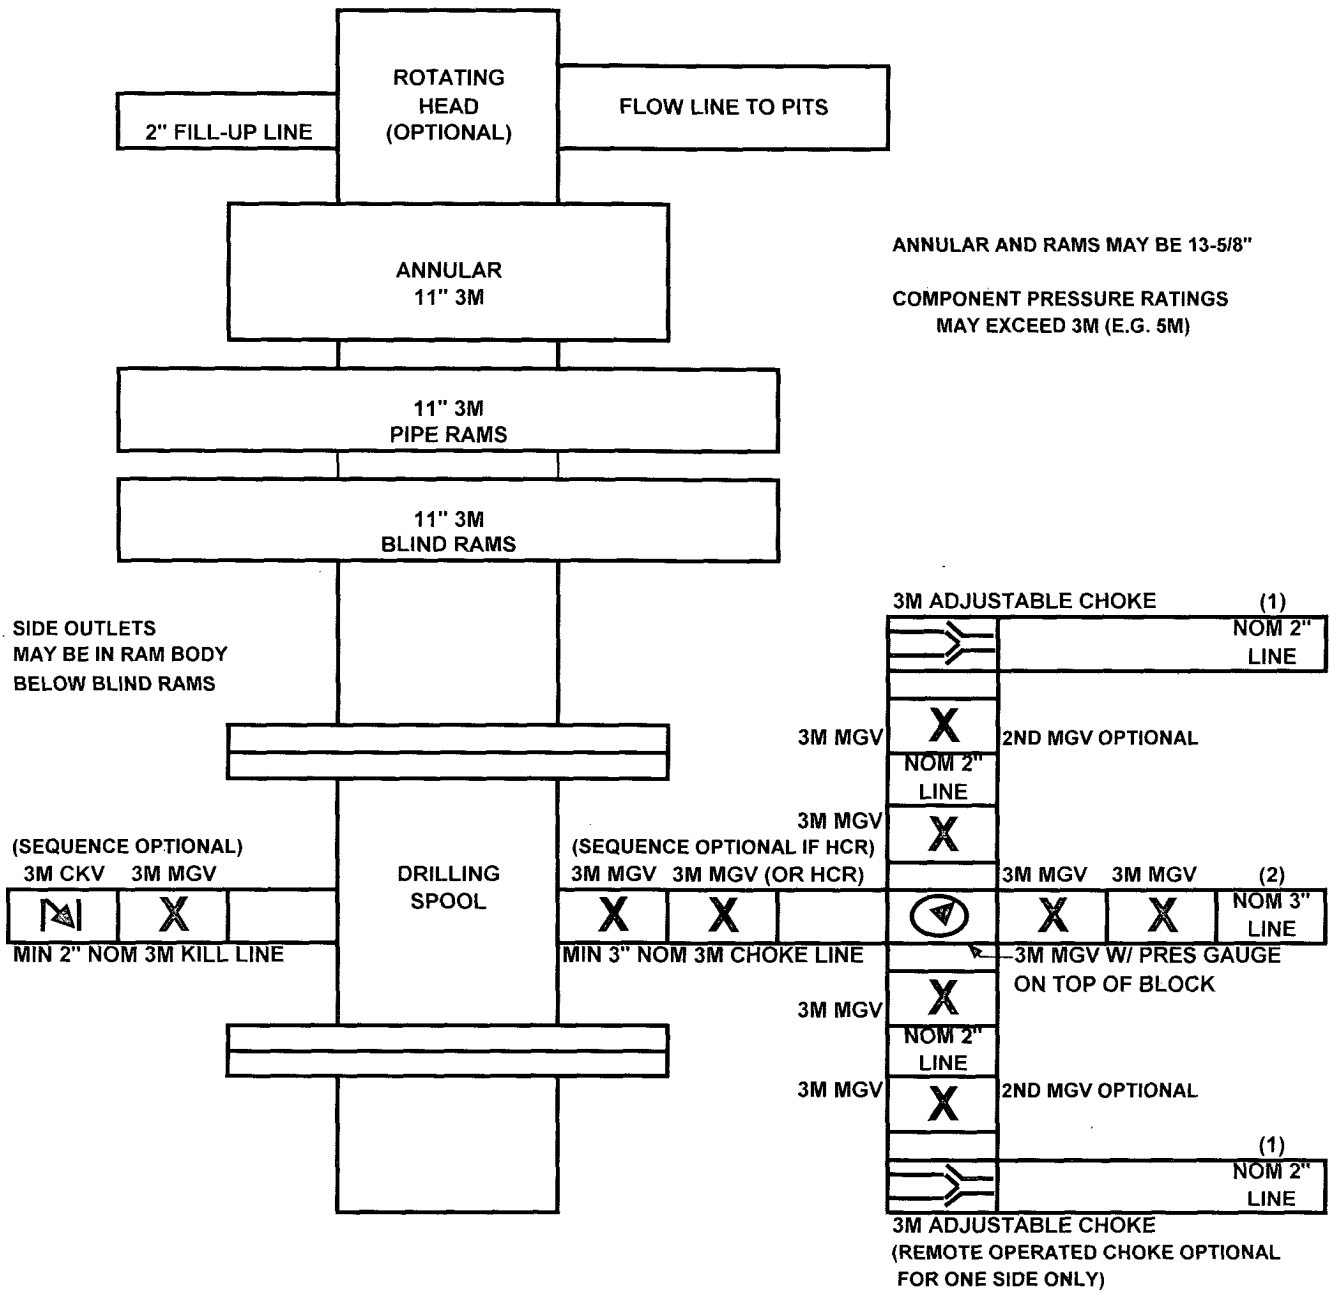 ROTATING
HEAD
(OPTIONAL)
2" FILL-UP LINE
FLOW LINE TO PITS
ANNULAR
11" 3M
ANNULAR AND RAMS MAY BE 13-5/8"
COMPONENT PRESSURE RATINGS
MAY EXCEED 3M (E.G. 5M)
11" 3M
PIPE RAMS
11" 3M
BLIND RAMS
SIDE OUTLETS
MAY BE IN RAM BODY
BELOW BLIND RAMS
3M ADJUSTABLE CHOKE
(1)
NOM 2"
LINE
3M MGV
X
2ND MGV OPTIONAL
NOM 2"
LINE
3M MGV
X
(SEQUENCE OPTIONAL)
3M CKV
3M MGV
X
MIN 2" NOM 3M KILL LINE
DRILLING
SPOOL
(SEQUENCE OPTIONAL IF HCR)
3M MGV
3M MGV (OR HCR)
X
X
MIN 3" NOM 3M CHOKE LINE
3M MGV
3M MGV
(2)
X
X
NOM 3"
LINE
3M MGV W/ PRES GAUGE
ON TOP OF BLOCK
3M MGV
X
NOM 2"
LINE
3M MGV
X
2ND MGV OPTIONAL
(1)
NOM 2"
LINE
3M ADJUSTABLE CHOKE
(REMOTE OPERATED CHOKE OPTIONAL
FOR ONE SIDE ONLY)